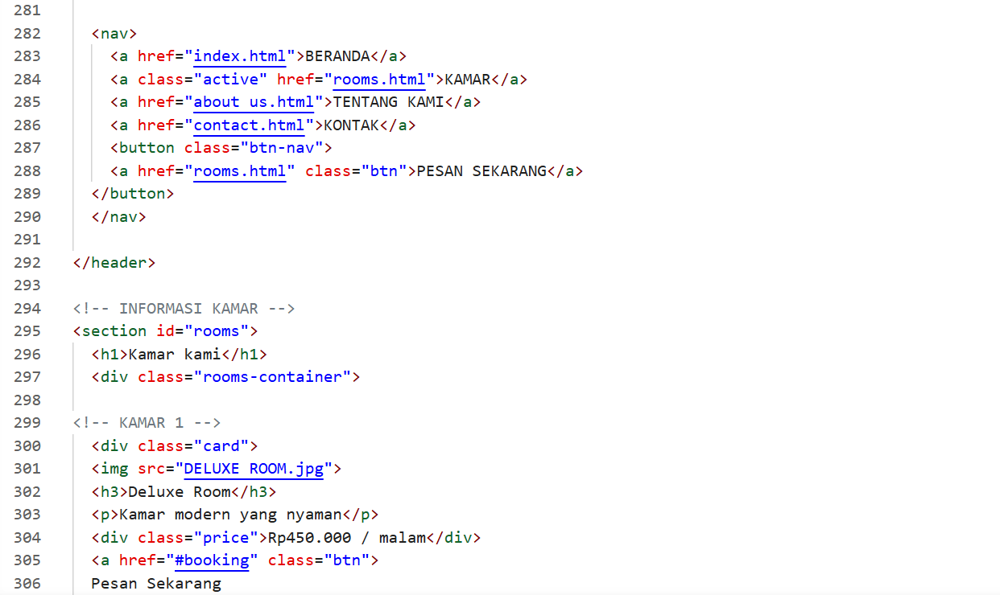 281
282 <nav>
283 <a href="index.html">BERANDA</a>
284 <a class="active" href="rooms.html">KAMAR</a>
285 <a href="about us.html">TENTANG KAMI</a>
286 <a href="contact.html">KONTAK</a>
287 <button class="btn-nav">
288 <a href="rooms.html" class="btn">PESAN SEKARANG</a>
289 </button>
290 </nav>
291
292 </header>
293
294 <!-- INFORMASI KAMAR -->
295 <section id="rooms">
296 <h1>Kamar kami</h1>
297 <div class="rooms-container">
298
299 <!-- KAMAR 1 -->
300 <div class="card">
301 <img src="DELUXE ROOM.jpg">
302 <h3>Deluxe Room</h3>
303 <p>Kamar modern yang nyaman</p>
304 <div class="price">Rp450.000 / malam</div>
305 <a href="#booking" class="btn">
306 Pesan Sekarang